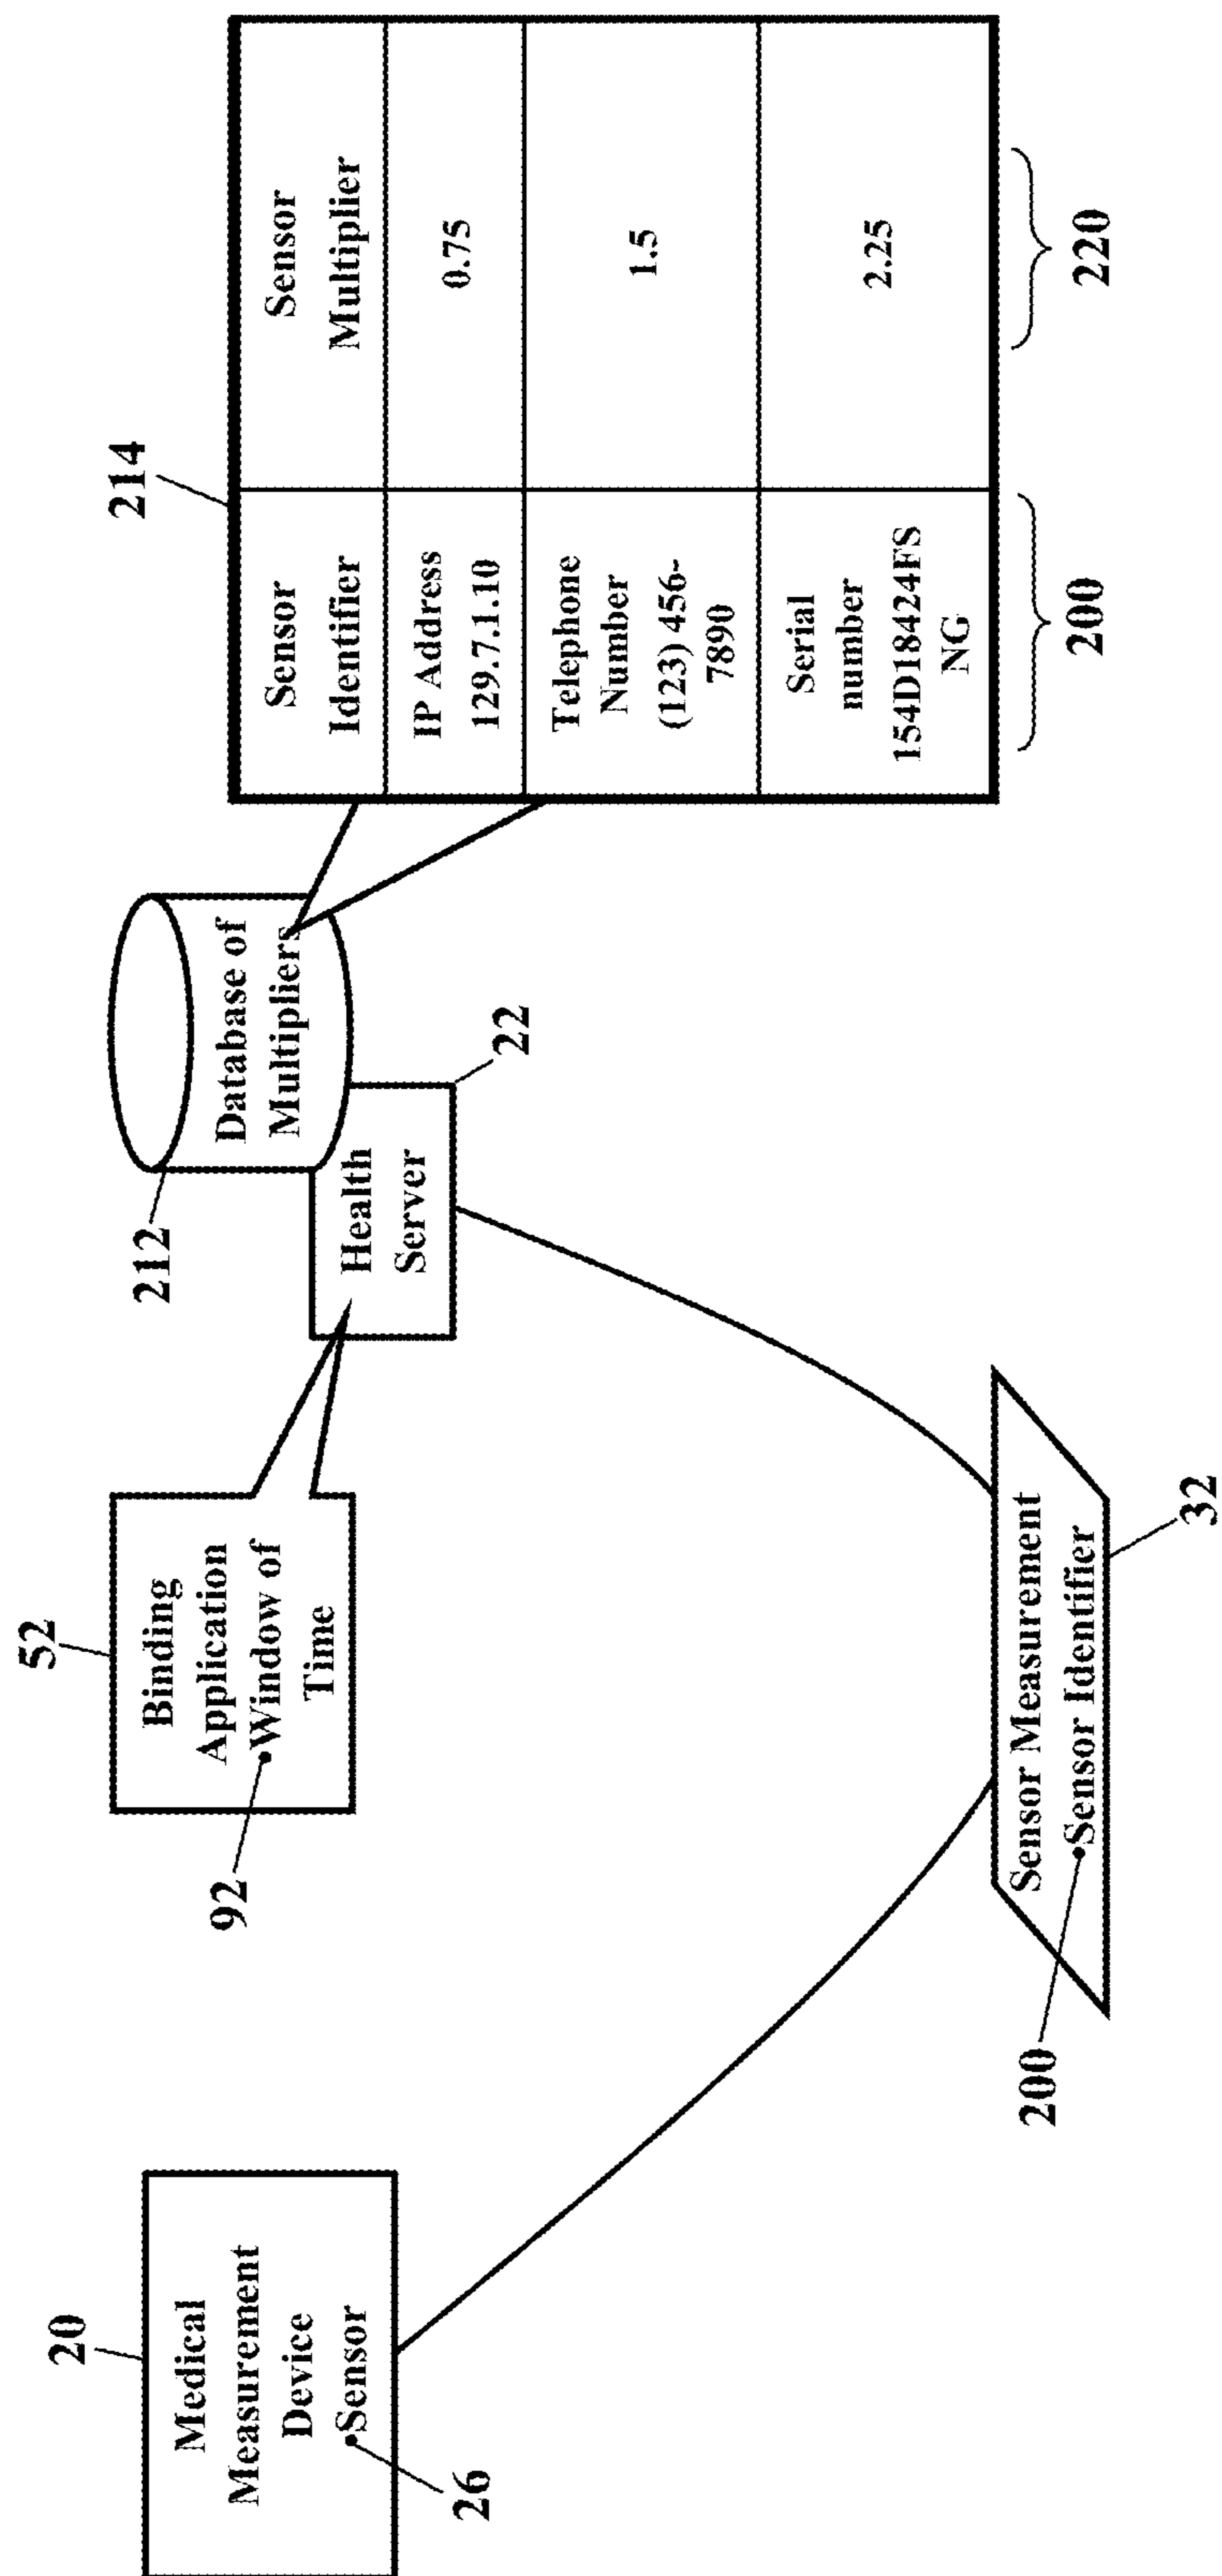 20
Medical
Measurement
Device
•Sensor
26
52
Binding
Application
•Window of
Time
92
212
Database of
Multipliers
Health
Server
22
Sensor Measurement
•Sensor Identifier
200
32
214
Sensor
Identifier
Sensor
Multiplier
IP Address
129.7.1.10
0.75
Telephone
Number
(123) 456-
7890
1.5
Serial
number
154D18424FS
NG
2.25
200
220